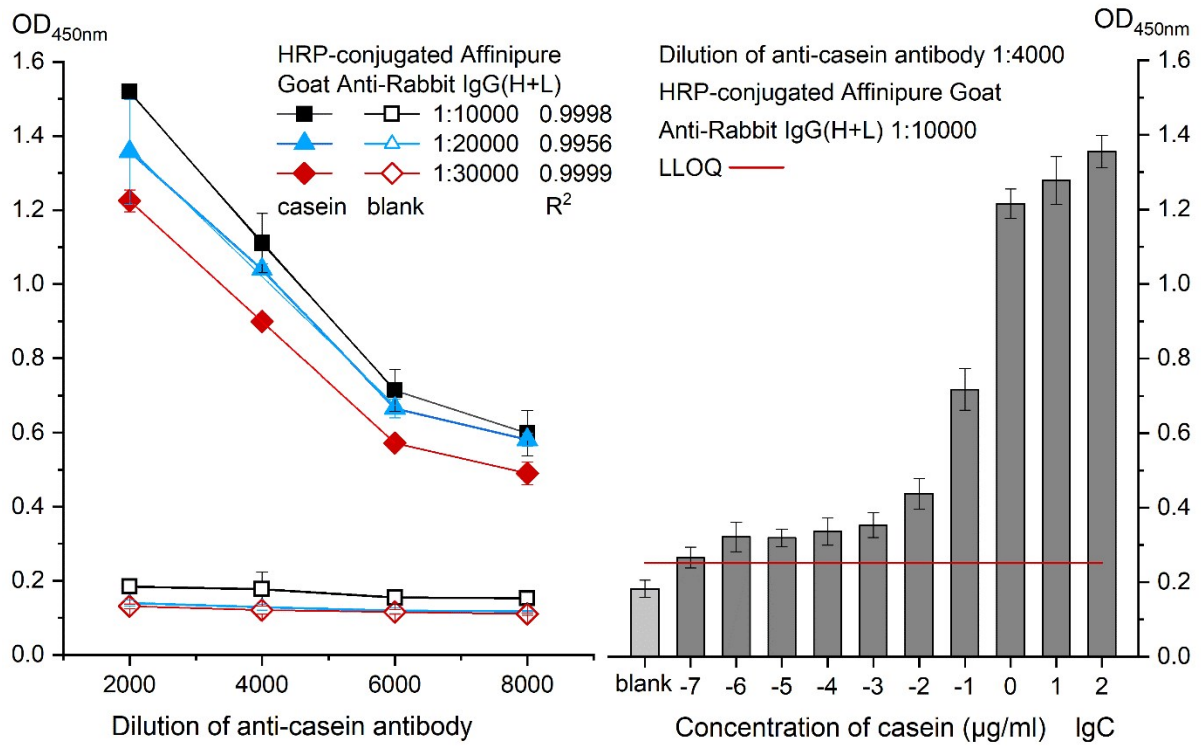 OD450nm
1.6
1.4
1.2
1.0
0.8
0.6
0.4
0.2
0.0
HRP-conjugated Affinipure
Goat Anti-Rabbit IgG(H+L)
1:10000 0.9998
1:20000 0.9956
1:30000 0.9999
casein blank R2
2000 4000 6000 8000
Dilution of anti-casein antibody
OD450nm
Dilution of anti-casein antibody 1:4000
HRP-conjugated Affinipure Goat
Anti-Rabbit IgG(H+L) 1:10000
LLOQ
1.6
1.4
1.2
1.0
0.8
0.6
0.4
0.2
0.0
blank -7 -6 -5 -4 -3 -2 -1 0 1 2
Concentration of casein (μg/ml) lgC